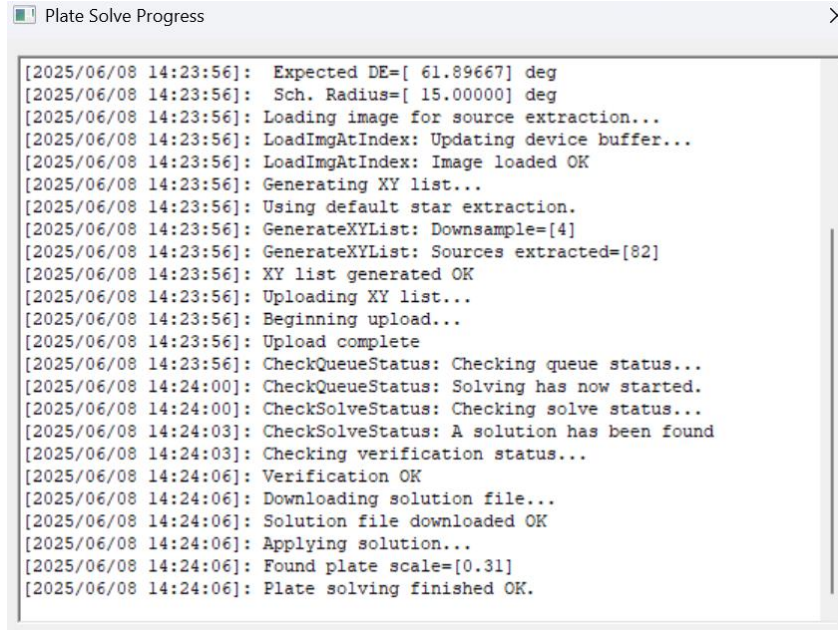 Plate Solve Progress
[2025/06/08 14:23:56]:  Expected DE=[ 61.89667] deg
[2025/06/08 14:23:56]:  Sch. Radius=[ 15.00000] deg
[2025/06/08 14:23:56]: Loading image for source extraction...
[2025/06/08 14:23:56]: LoadImgAtIndex: Updating device buffer...
[2025/06/08 14:23:56]: LoadImgAtIndex: Image loaded OK
[2025/06/08 14:23:56]: Generating XY list...
[2025/06/08 14:23:56]: Using default star extraction.
[2025/06/08 14:23:56]: GenerateXYList: Downsample=[4]
[2025/06/08 14:23:56]: GenerateXYList: Sources extracted=[82]
[2025/06/08 14:23:56]: XY list generated OK
[2025/06/08 14:23:56]: Uploading XY list...
[2025/06/08 14:23:56]: Beginning upload...
[2025/06/08 14:23:56]: Upload complete
[2025/06/08 14:23:56]: CheckQueueStatus: Checking queue status...
[2025/06/08 14:24:00]: CheckQueueStatus: Solving has now started.
[2025/06/08 14:24:00]: CheckSolveStatus: Checking solve status...
[2025/06/08 14:24:03]: CheckSolveStatus: A solution has been found
[2025/06/08 14:24:03]: Checking verification status...
[2025/06/08 14:24:06]: Verification OK
[2025/06/08 14:24:06]: Downloading solution file...
[2025/06/08 14:24:06]: Solution file downloaded OK
[2025/06/08 14:24:06]: Applying solution...
[2025/06/08 14:24:06]: Found plate scale=[0.31]
[2025/06/08 14:24:06]: Plate solving finished OK.